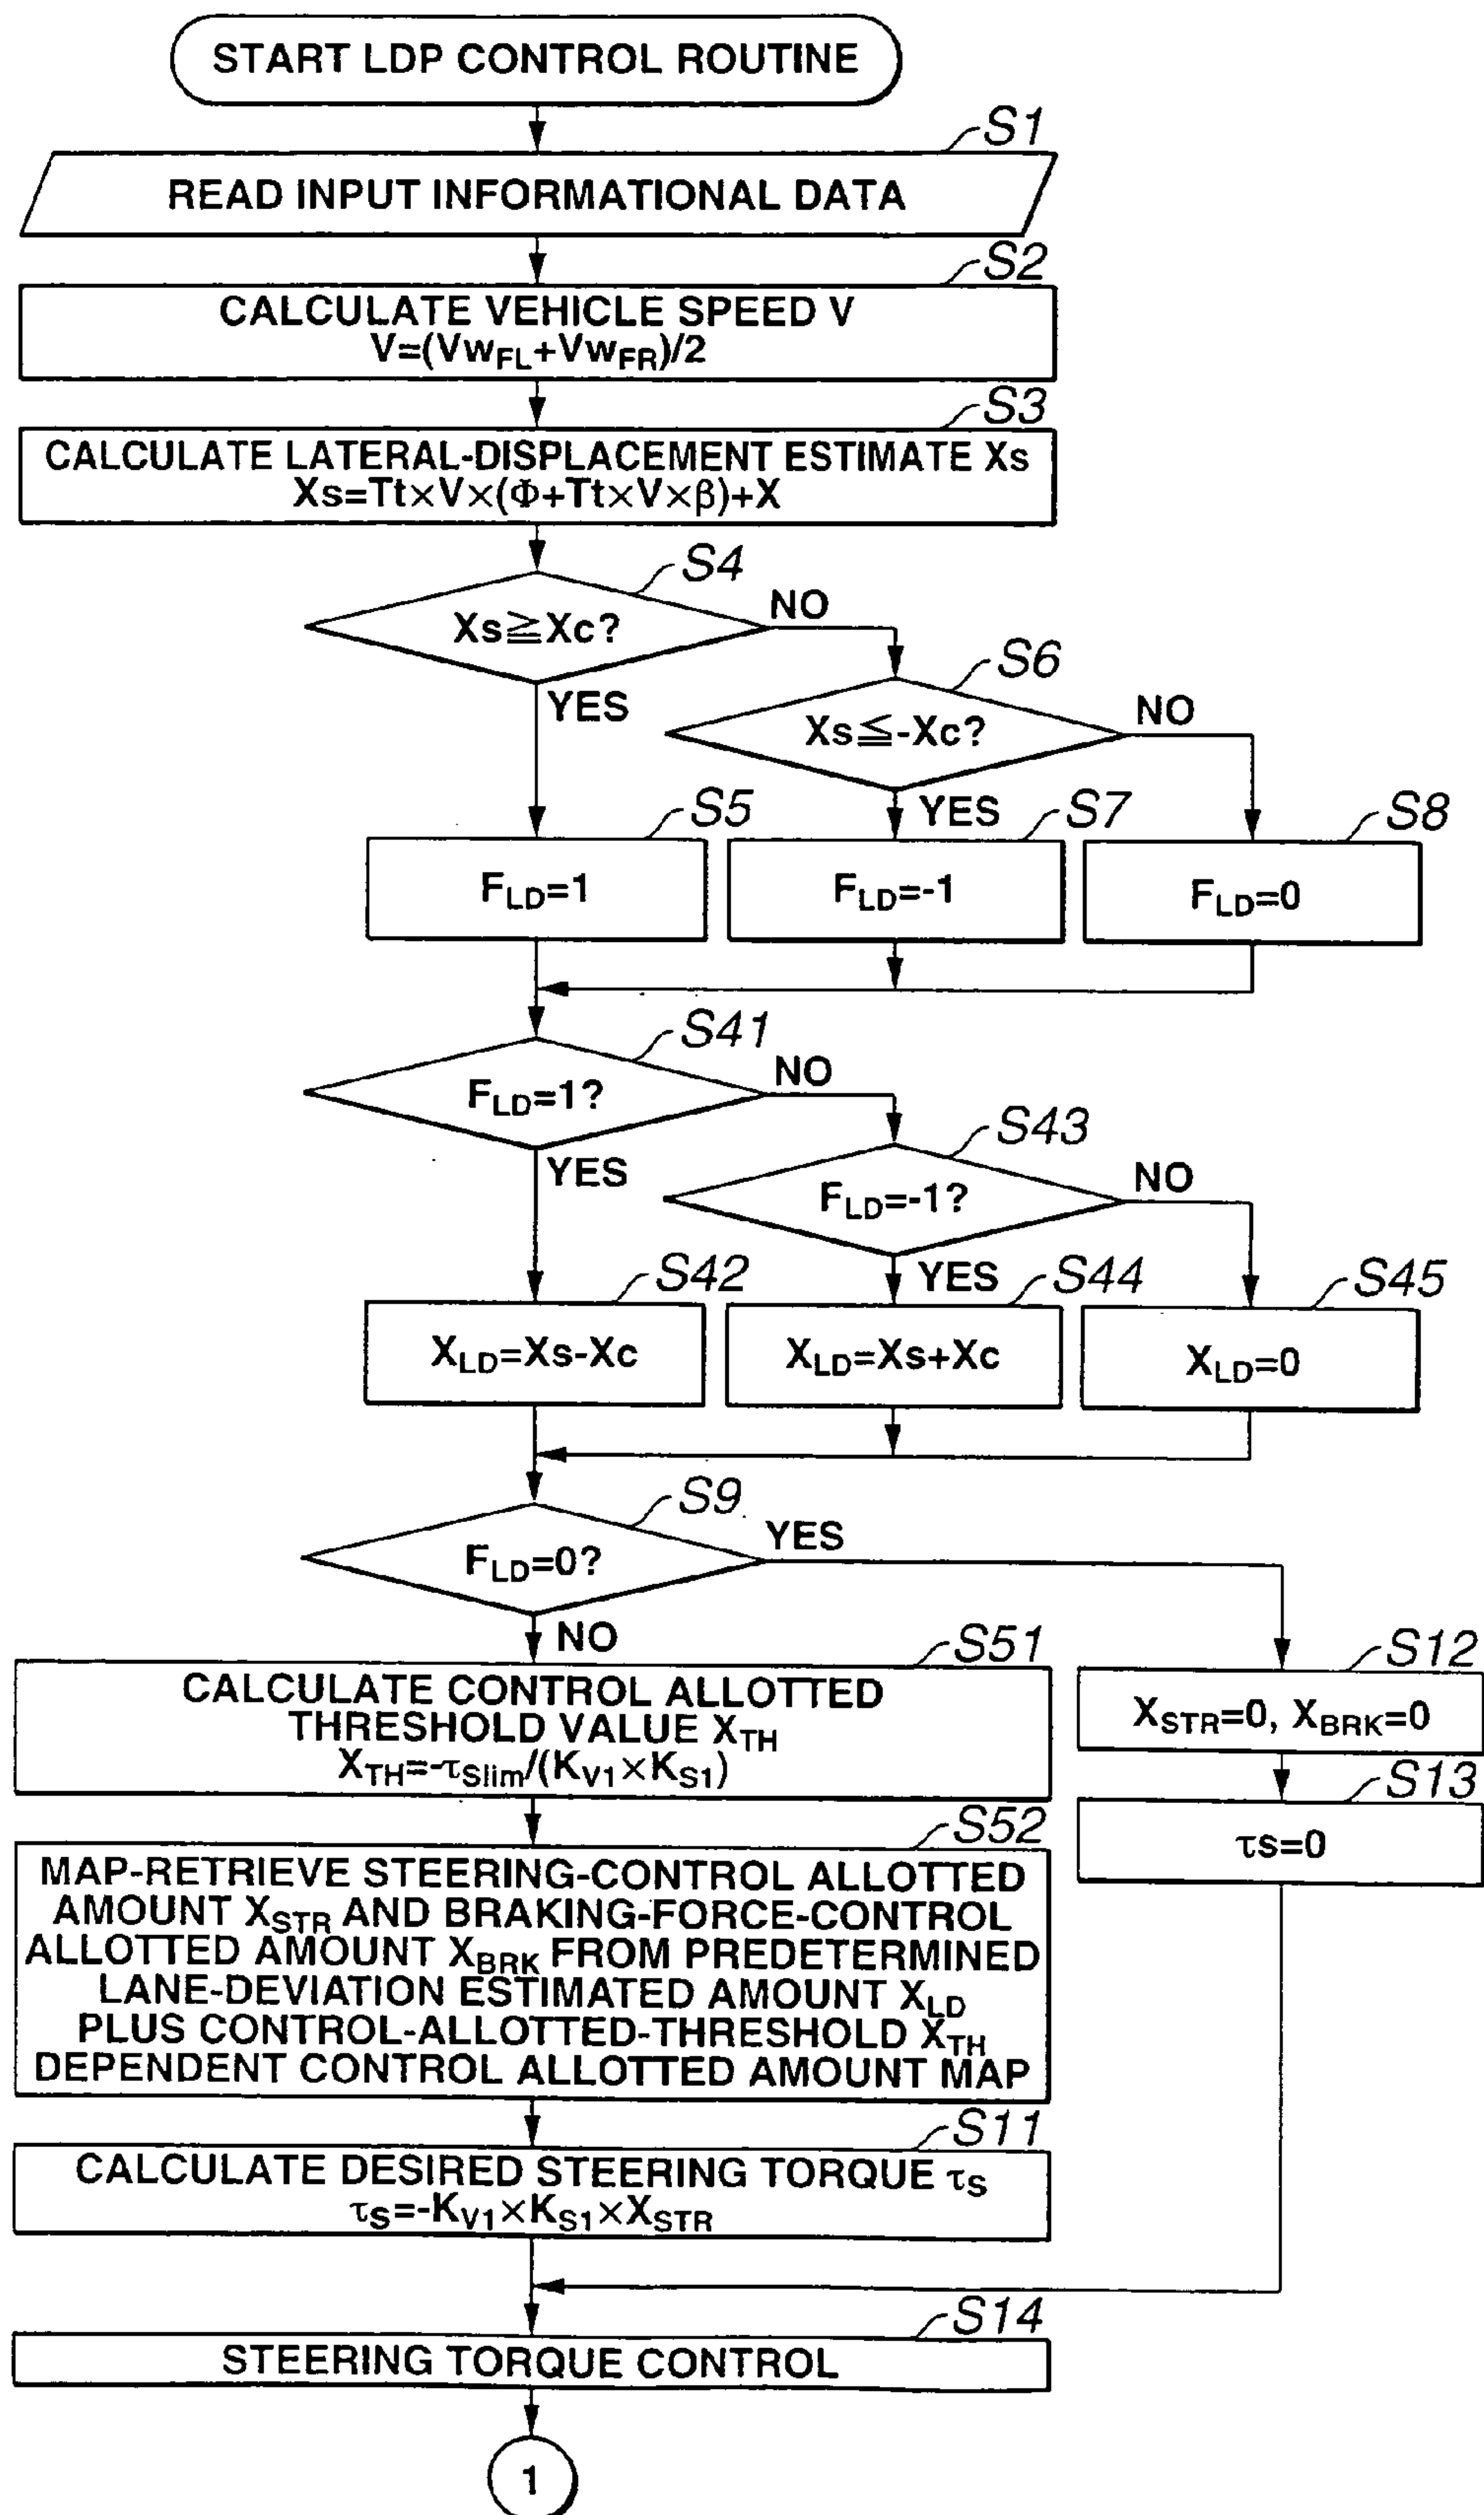 START LDP CONTROL ROUTINE
S1
READ INPUT INFORMATIONAL DATA
S2
CALCULATE VEHICLE SPEED V
V=(VwFL+VwFR)/2
S3
CALCULATE LATERAL-DISPLACEMENT ESTIMATE Xs
Xs=Tt×V×(Φ+Tt×V×β)+X
S4
Xs≧Xc?
NO
YES
S6
Xs≦-Xc?
NO
YES
S5
FLD=1
S7
FLD=-1
S8
FLD=0
S41
FLD=1?
NO
YES
S43
FLD=-1?
NO
YES
S42
XLD=Xs-Xc
S44
XLD=Xs+Xc
S45
XLD=0
S9
FLD=0?
YES
NO
S51
CALCULATE CONTROL ALLOTTED
THRESHOLD VALUE XTH
XTH=-τSlim/(KV1×KS1)
S12
XSTR=0, XBRK=0
S13
τs=0
S52
MAP-RETRIEVE STEERING-CONTROL ALLOTTED
AMOUNT XSTR AND BRAKING-FORCE-CONTROL
ALLOTTED AMOUNT XBRK FROM PREDETERMINED
LANE-DEVIATION ESTIMATED AMOUNT XLD
PLUS CONTROL-ALLOTTED-THRESHOLD XTH
DEPENDENT CONTROL ALLOTTED AMOUNT MAP
S11
CALCULATE DESIRED STEERING TORQUE τS
τS=-KV1×KS1×XSTR
S14
STEERING TORQUE CONTROL
1